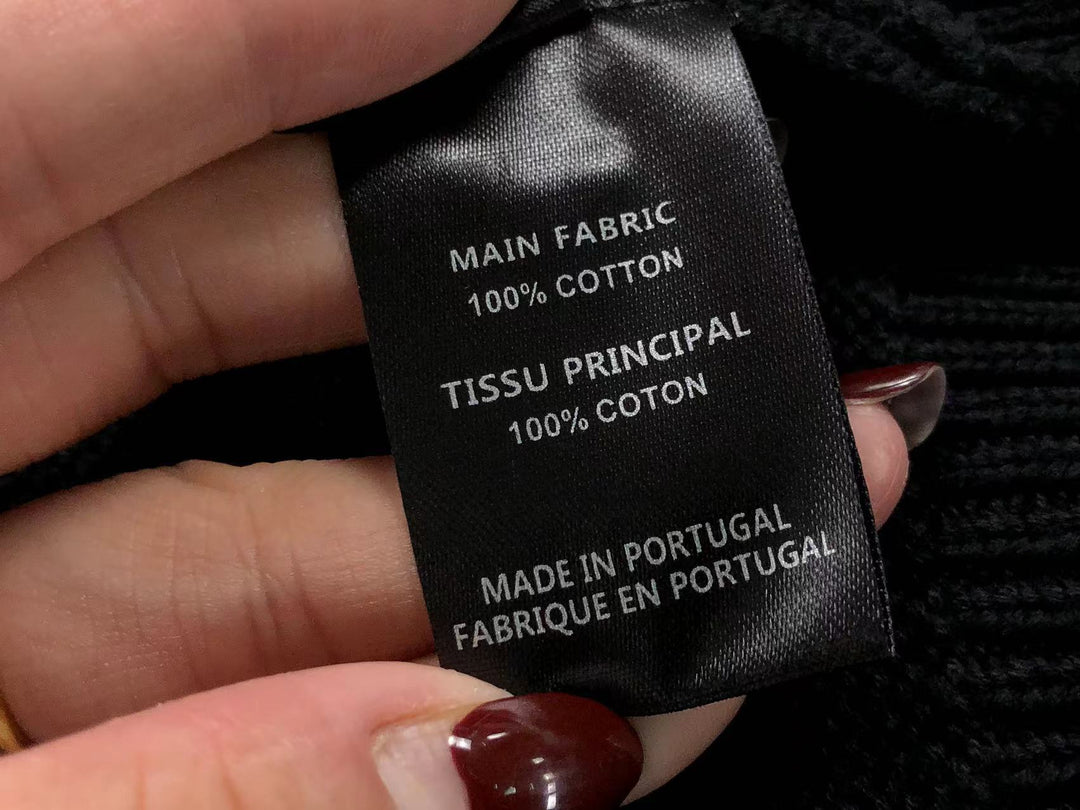 MAIN FABRIC
100% COTTON
TISSU PRINCIPAL
100% COTON
MADE IN PORTUGAL
FABRIQUE EN PORTUGAL